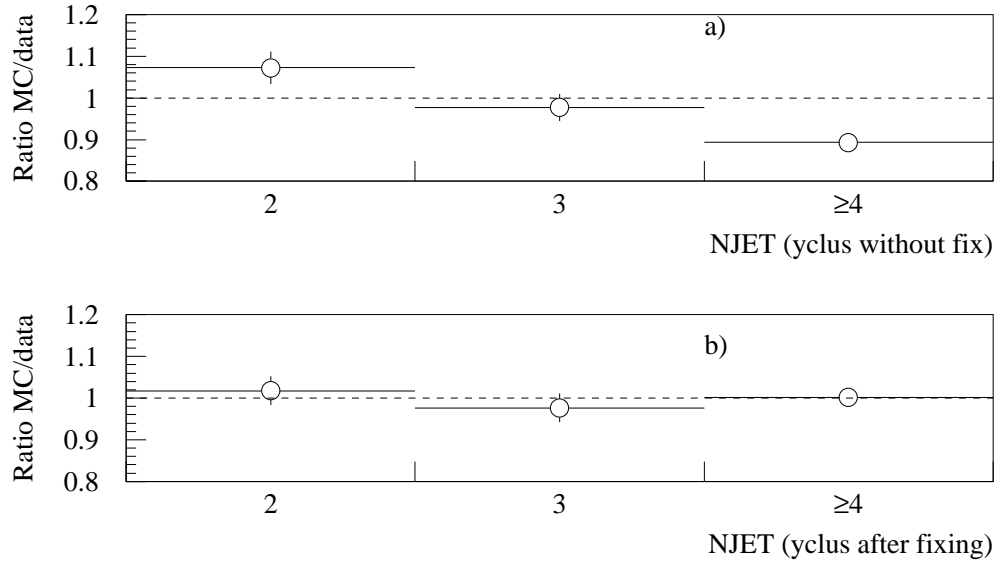 Ratio MC/data
1.2
1.1
1
0.9
0.8
a)
2 3 ≥4
NJET (yclus without fix)
Ratio MC/data
1.2
1.1
1
0.9
0.8
b)
2 3 ≥4
NJET (yclus after fixing)